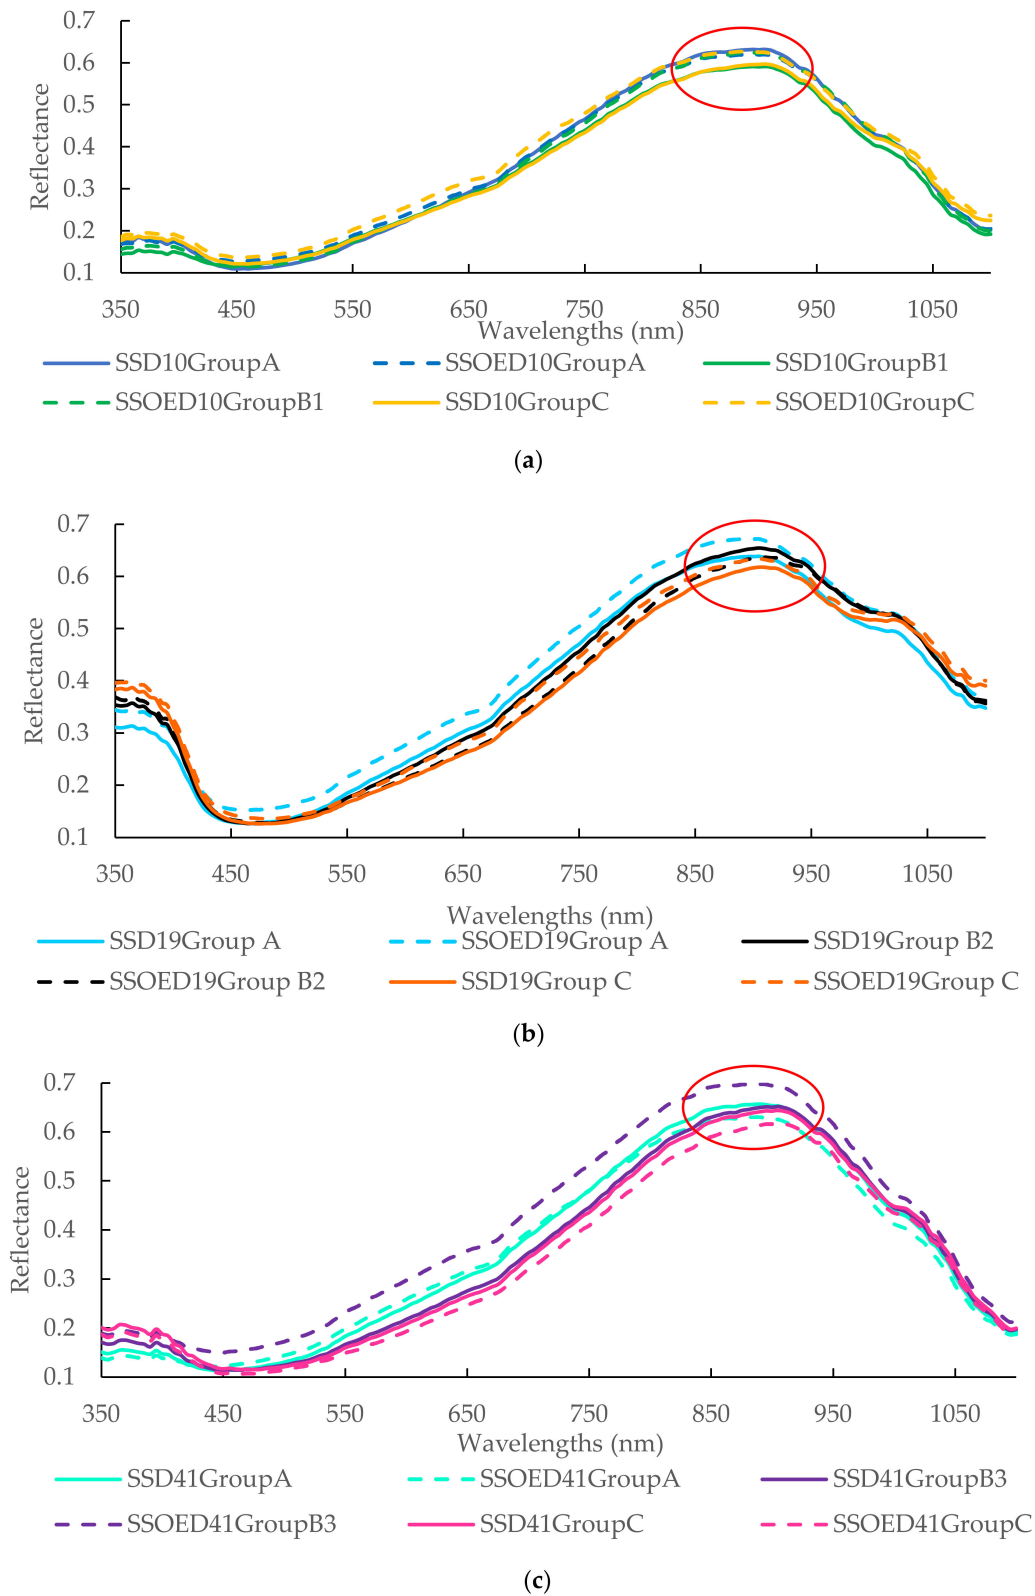 0.7
0.6
0.5
0.4
0.3
0.2
0.1
Reflectance
350 450 550 650 750 850 950 1050
Wavelengths (nm)
SSD10GroupA SSOED10GroupA SSD10GroupB1
SSOED10GroupB1 SSD10GroupC SSOED10GroupC
(a)
0.7
0.6
0.5
0.4
0.3
0.2
0.1
Reflectance
350 450 550 650 750 850 950 1050
Wavelengths (nm)
SSD19Group A SSOED19Group A SSD19Group B2
SSOED19Group B2 SSD19Group C SSOED19Group C
(b)
0.7
0.6
0.5
0.4
0.3
0.2
0.1
Reflectance
350 450 550 650 750 850 950 1050
Wavelengths (nm)
SSD41GroupA SSOED41GroupA SSD41GroupB3
SSOED41GroupB3 SSD41GroupC SSOED41GroupC
(c)